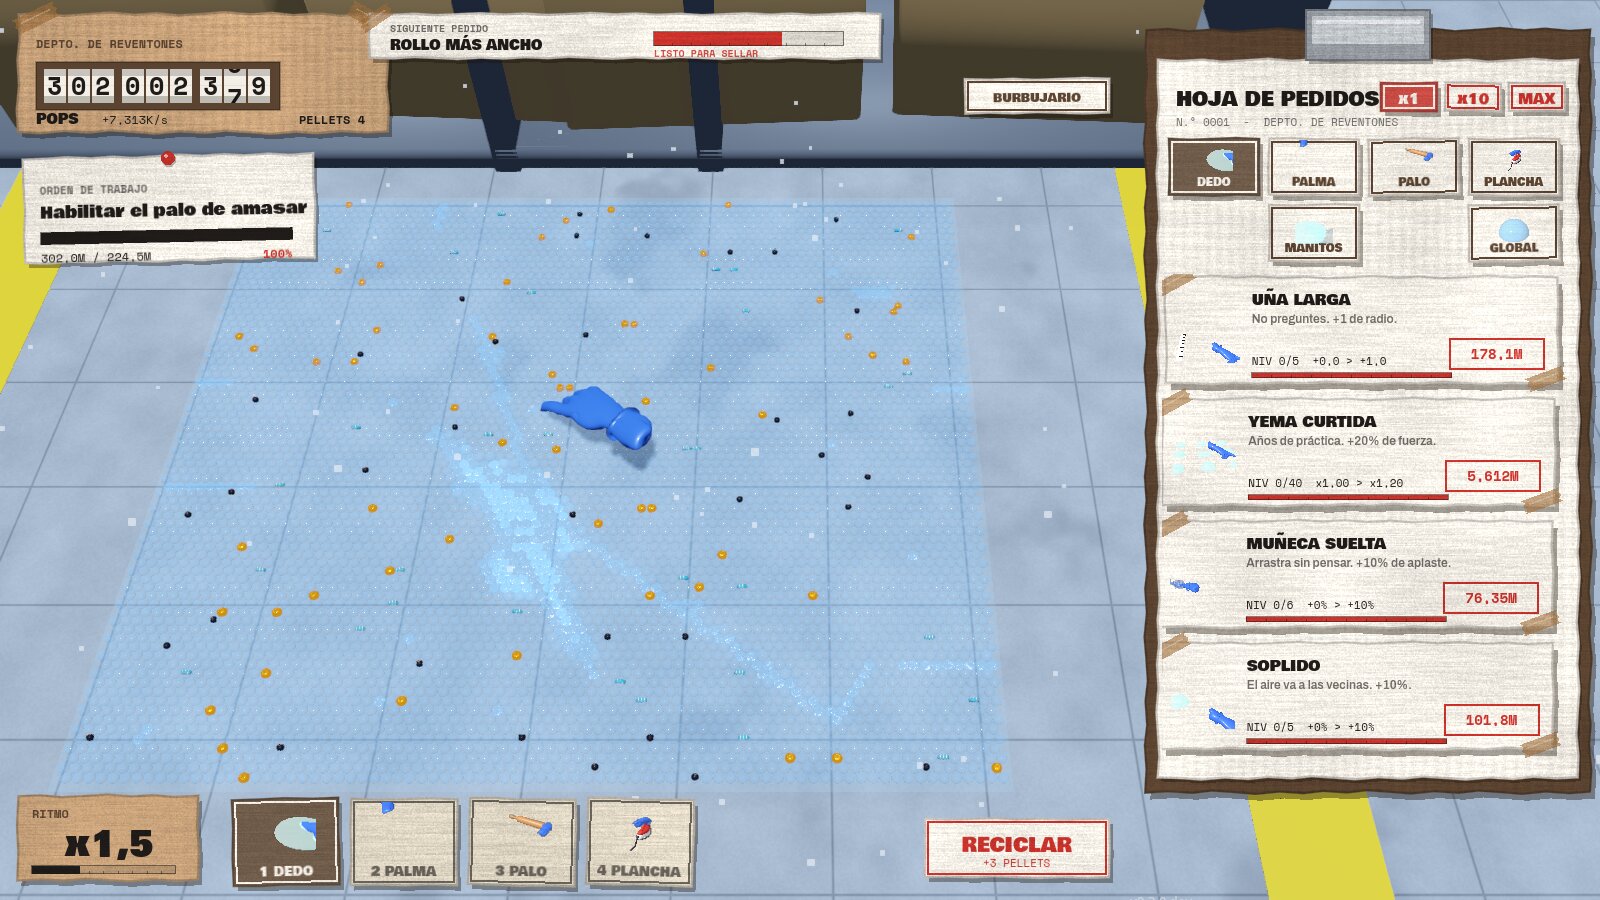 DEPTO. DE REVENTONES
302 002 3 9
POPS +7,313K/s PELLETS 4
SIGUIENTE PEDIDO
ROLLO MÁS ANCHO
LISTO PARA SELLAR
BURBUJARIO
ORDEN DE TRABAJO
Habilitar el palo de amasar
302,0M / 224,5M 100%
HOJA DE PEDIDOS x1 x10 MAX
N.° 0001 - DEPTO. DE REVENTONES
DEDO PALMA PALO PLANCHA
MANITOS GLOBAL
UÑA LARGA
No preguntes. +1 de radio.
NIV 0/5 +0,0 > +1,0 178,1M
YEMA CURTIDA
Años de práctica. +20% de fuerza.
NIV 0/40 x1,00 > x1,20 5,612M
MUÑECA SUELTA
Arrastra sin pensar. +10% de aplaste.
NIV 0/6 +0% > +10% 76,35M
SOPLIDO
El aire va a las vecinas. +10%.
NIV 0/5 +0% > +10% 101,8M
RITMO
x1,5
1 DEDO 2 PALMA 3 PALO 4 PLANCHA
RECICLAR
+3 PELLETS